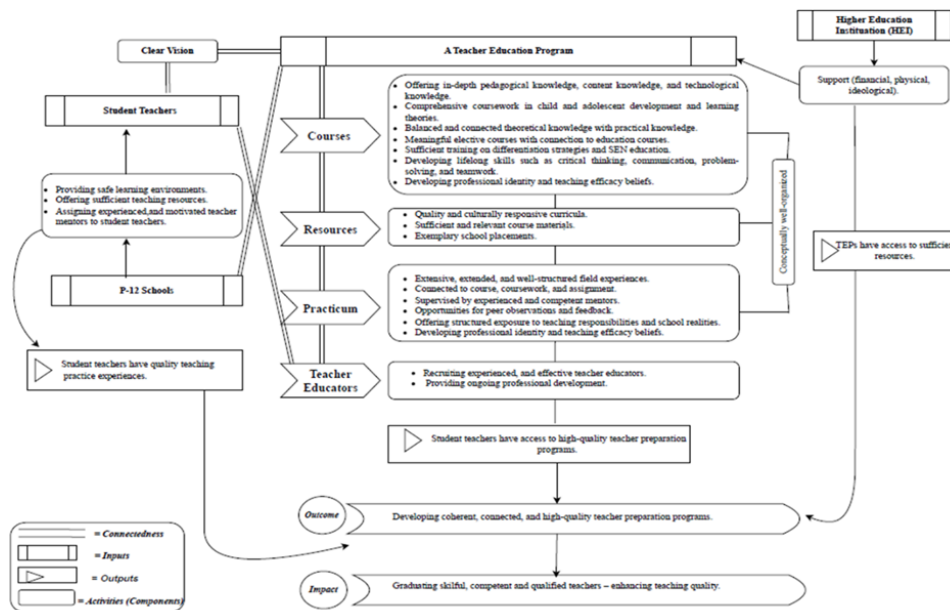 Higher Education
Instituation (HEI)
Clear Vision
A Teacher Education Program
Support (financial, physical,
ideological).
Student Teachers
• Offering in-depth pedagogical knowledge, content knowledge, and technological
knowledge.
• Comprehensive coursework in child and adolescent development and learning
theories.
• Balanced and connected theoretical knowledge with practical knowledge.
• Meaningful elective courses with connection to education courses.
• Sufficient training on differentiation strategies and SEN education.
• Developing lifelong skills such as critical thinking, communication, problem-
solving, and teamwork.
• Developing professional identity and teaching efficacy beliefs.
Courses
• Providing safe learning environments.
• Offering sufficient teaching resources.
• Assigning experienced,and motivated teacher
mentors to student teachers.
Resources
• Quality and culturally responsive curricula.
• Sufficient and relevant course materials.
• Exemplary school placements.
Conceptually well-organized
TEPs have access to sufficien
resources.
P-12 Schools
Practicum
• Extensive, extended, and well-structured field experiences.
• Connected to course, coursework, and assignment.
• Supervised by experienced and competent mentors.
• Opportunities for peer observations and feedback.
• Offering structured exposure to teaching responsibilities and school realities.
• Developing professional identity and teaching efficacy beliefs.
Student teachers have quality teaching
practice experiences.
Teacher
Educators
• Recruiting experienced, and effective teacher educators.
• Providing ongoing professional development.
Student teachers have access to high-quality teacher preparation
programs.
Outcome
Developing coherent, connected, and high-quality teacher preparation programs.
Impact
Graduating skilful, competent and qualified teachers – enhancing teaching quality.
= Connectedness
= Inputs
= Outputs
= Activities (Components)